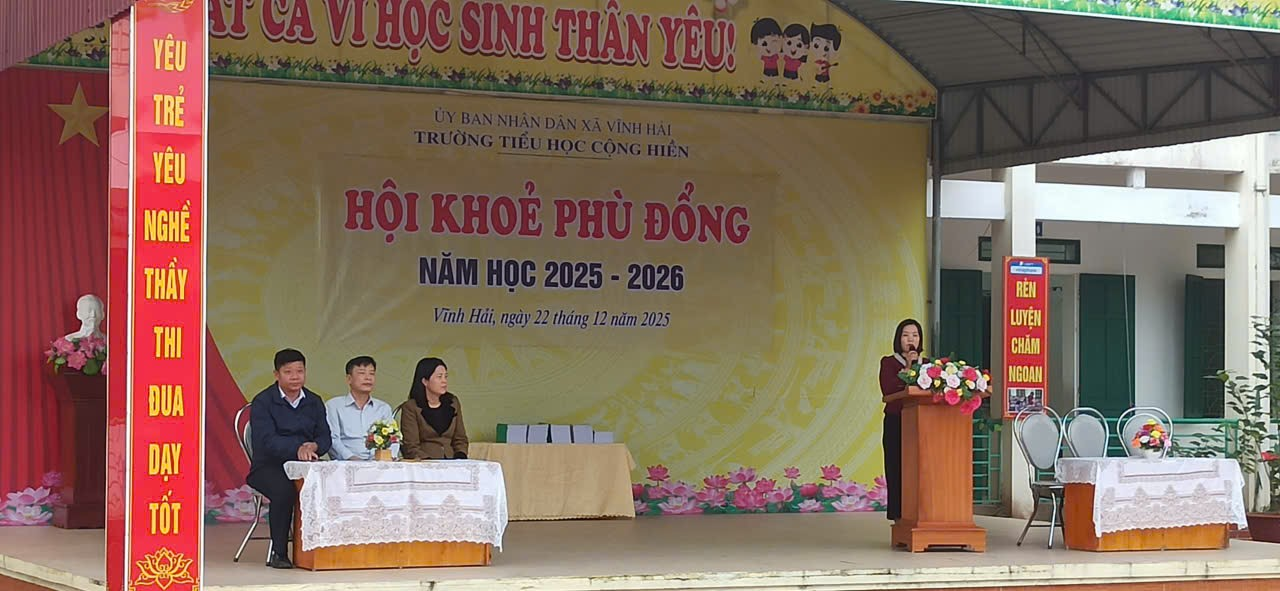 ẤT CẢ VÌ HỌC SINH THÂN YÊU!
ỦY BAN NHÂN DÂN XÃ VĨNH HẢI
TRƯỜNG TIỂU HỌC CỘNG HIỀN
HỘI KHOẺ PHÙ ĐỔNG
NĂM HỌC 2025 - 2026
Vĩnh Hải, ngày 22 tháng 12 năm 2025
YÊU
TRẺ
YÊU
NGHỀ
THẦY
THI
ĐUA
DẠY
TỐT
RÈN
LUYỆN
CHĂM
NGOAN